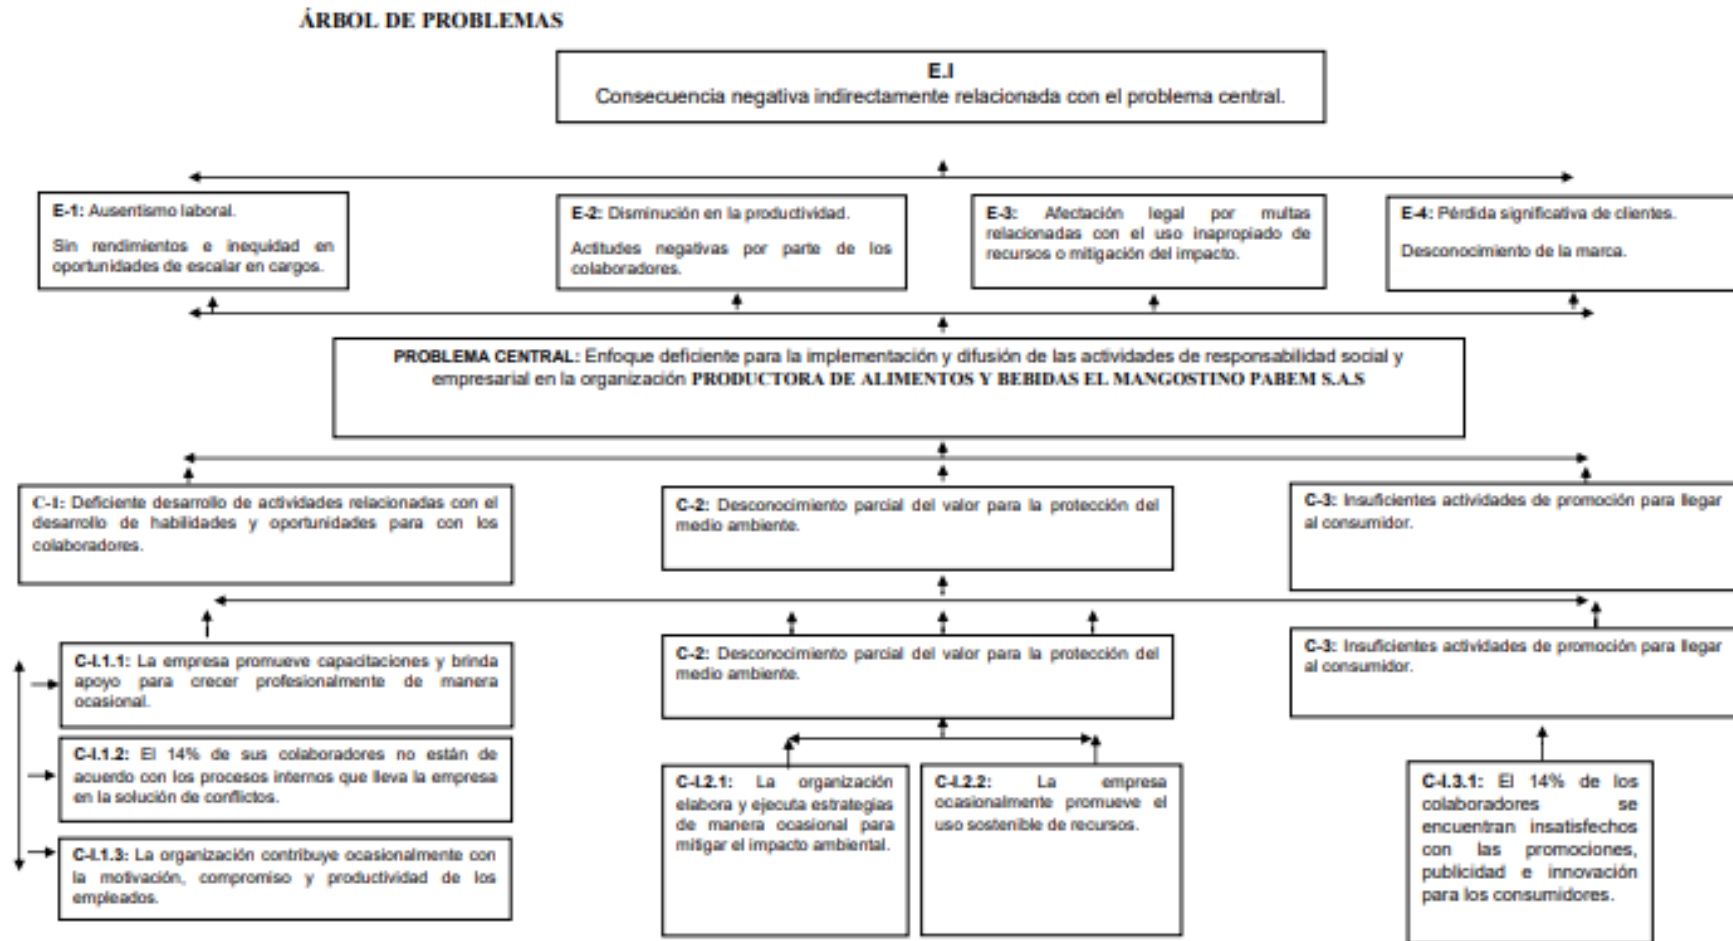 ÁRBOL DE PROBLEMAS
E.I
Consecuencia negativa indirectamente relacionada con el problema central.
E-1: Ausentismo laboral.
Sin rendimientos e inequidad en
oportunidades de escalar en cargos.
E-2: Disminución en la productividad.
Actitudes negativas por parte de los
colaboradores.
E-3: Afectación legal por multas
relacionadas con el uso inapropiado de
recursos o mitigación del impacto.
E-4: Pérdida significativa de clientes.
Desconocimiento de la marca.
PROBLEMA CENTRAL: Enfoque deficiente para la implementación y difusión de las actividades de responsabilidad social y
empresarial en la organización PRODUCTORA DE ALIMENTOS Y BEBIDAS EL MANGOSTINO PABEM S.A.S
C-1: Deficiente desarrollo de actividades relacionadas con el
desarrollo de habilidades y oportunidades para con los
colaboradores.
C-2: Desconocimiento parcial del valor para la protección del
medio ambiente.
C-3: Insuficientes actividades de promoción para llegar
al consumidor.
C-I.1.1: La empresa promueve capacitaciones y brinda
apoyo para crecer profesionalmente de manera
ocasional.
C-I.1.2: El 14% de sus colaboradores no están de
acuerdo con los procesos internos que lleva la empresa
en la solución de conflictos.
C-I.1.3: La organización contribuye ocasionalmente con
la motivación, compromiso y productividad de los
empleados.
C-2: Desconocimiento parcial del valor para la protección del
medio ambiente.
C-I.2.1: La organización
elabora y ejecuta estrategias
de manera ocasional para
mitigar el impacto ambiental.
C-I.2.2: La empresa
ocasionalmente promueve el
uso sostenible de recursos.
C-3: Insuficientes actividades de promoción para llegar
al consumidor.
C-I.3.1: El 14% de los
colaboradores se
encuentran insatisfechos
con las promociones,
publicidad e innovación
para los consumidores.